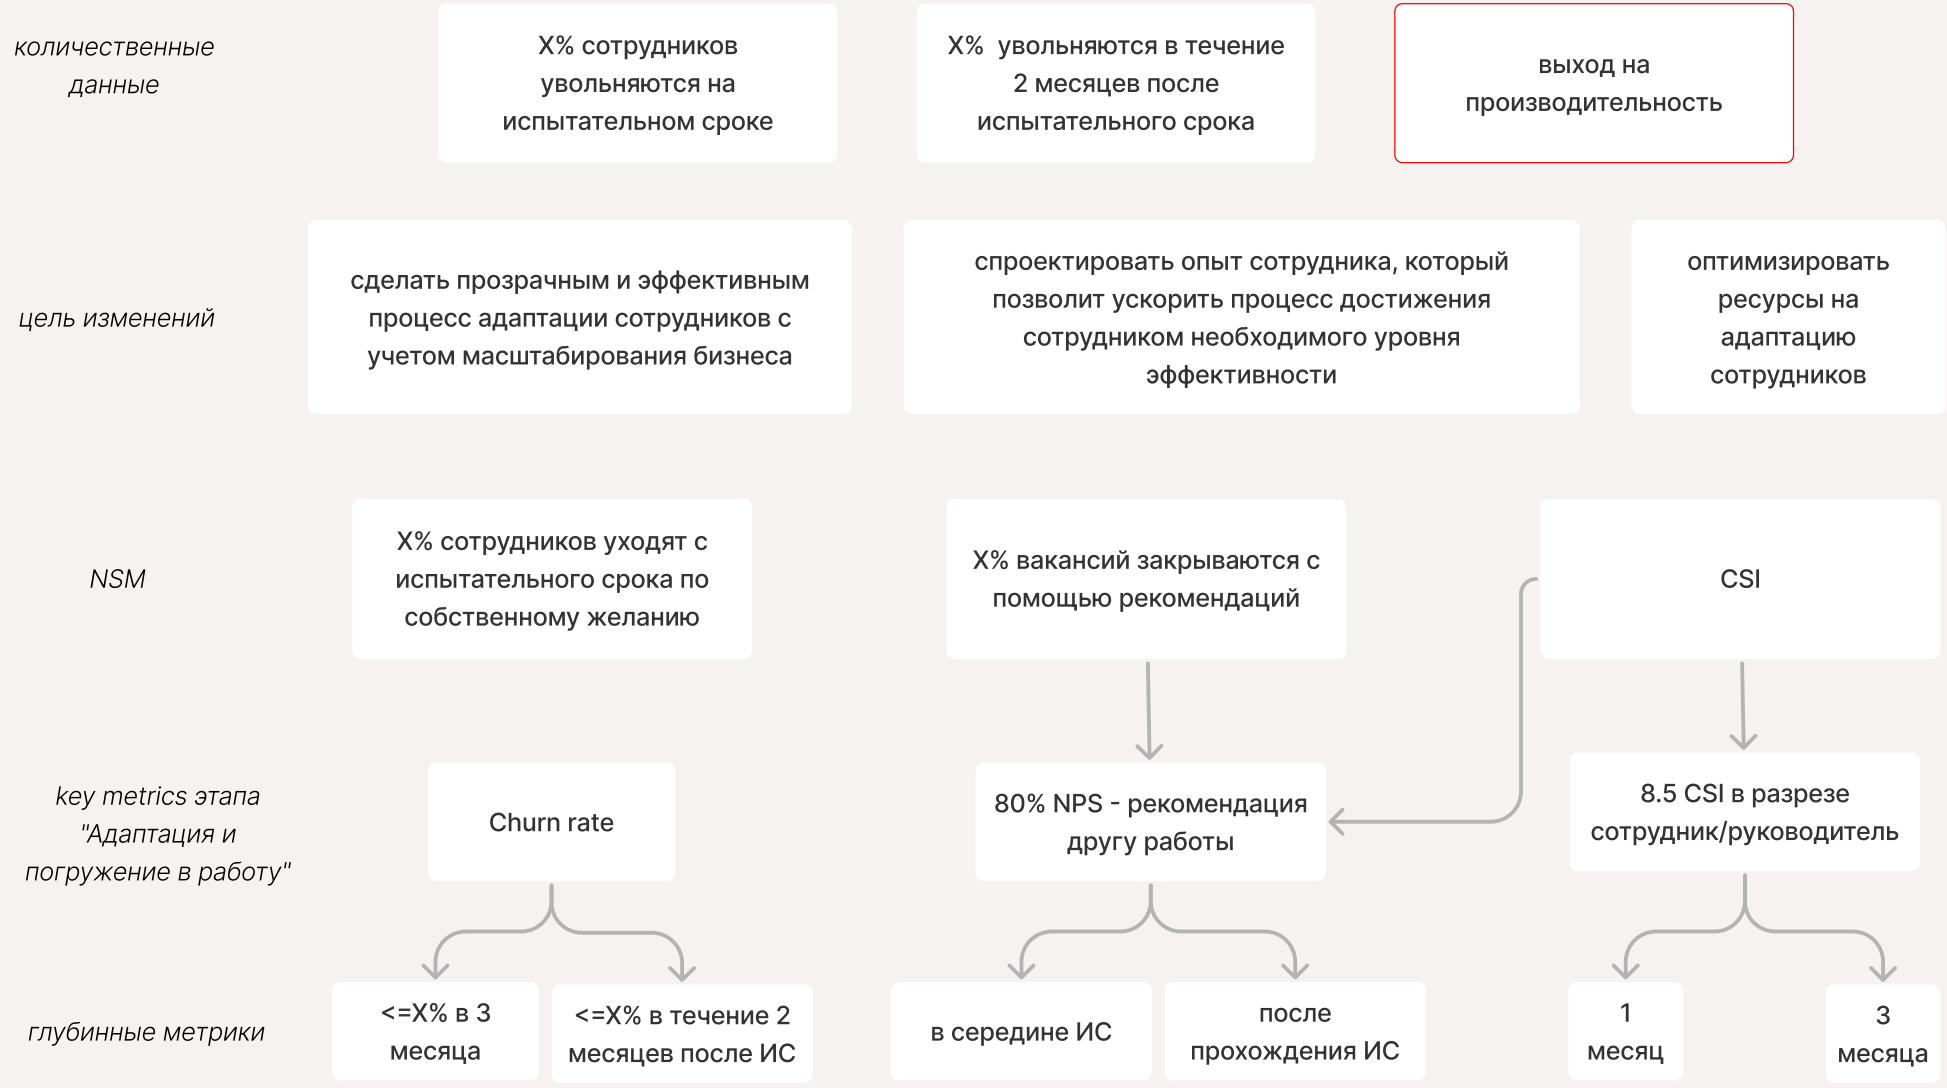 количественные
данные
X% сотрудников
увольняются на
испытательном сроке
X% увольняются в течение
2 месяцев после
испытательного срока
выход на
производительность
цель изменений
сделать прозрачным и эффективным
процесс адаптации сотрудников с
учетом масштабирования бизнеса
спроектировать опыт сотрудника, который
позволит ускорить процесс достижения
сотрудником необходимого уровня
эффективности
оптимизировать
ресурсы на
адаптацию
сотрудников
NSM
X% сотрудников уходят с
испытательного срока по
собственному желанию
X% вакансий закрываются с
помощью рекомендаций
CSI
key metrics этапа
"Адаптация и
погружение в работу"
Churn rate
80% NPS - рекомендация
другу работы
8.5 CSI в разрезе
сотрудник/руководитель
глубинные метрики
<=X% в 3
месяца
<=X% в течение 2
месяцев после ИС
в середине ИС
после
прохождения ИС
1
месяц
3
месяца